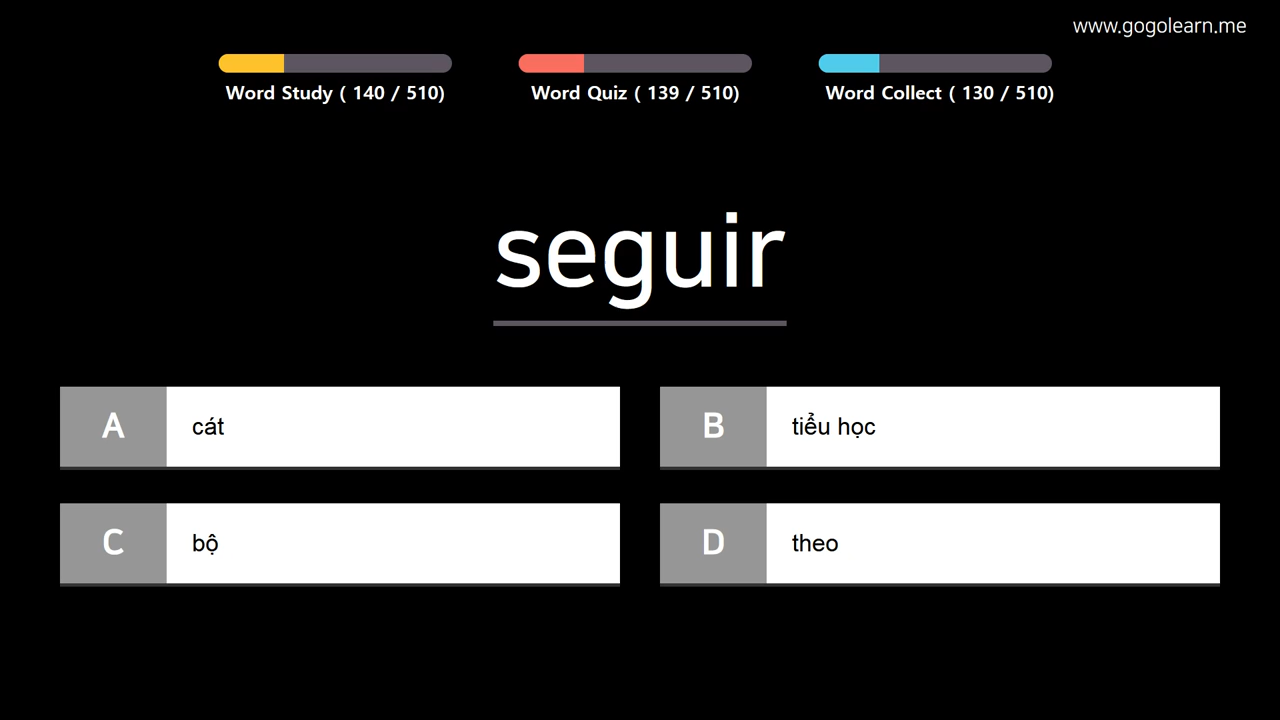 www.gogolearn.me
Word Study ( 140 / 510)
Word Quiz ( 139 / 510)
Word Collect ( 130 / 510)
seguir
A cát
B tiểu học
C bộ
D theo